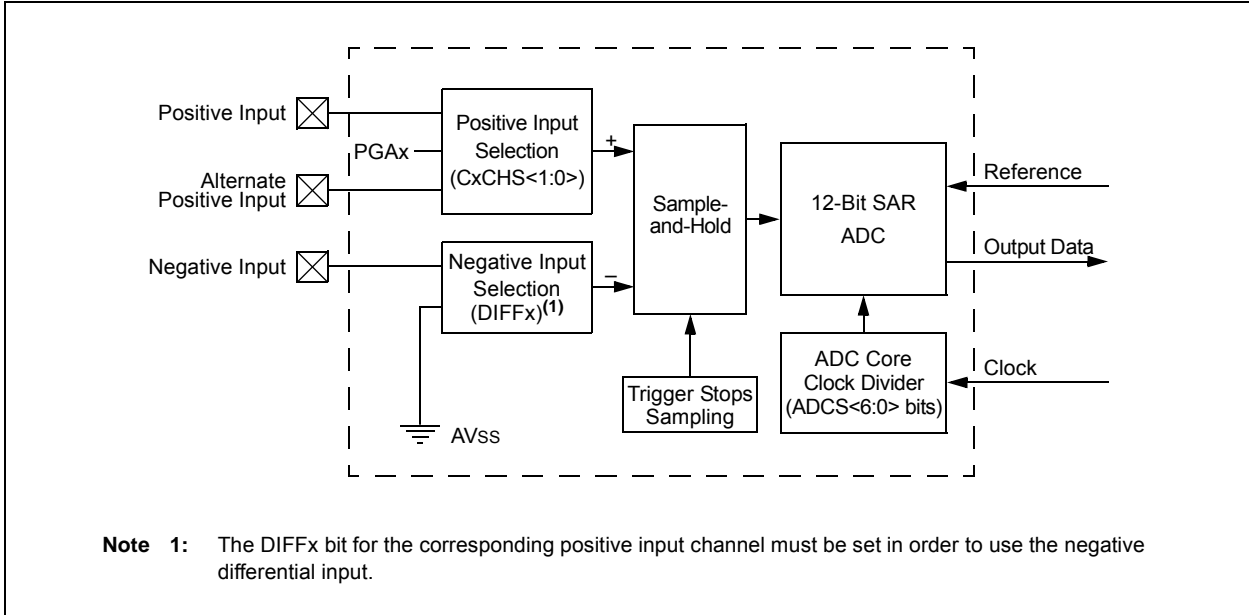 Positive Input
PGAx
Alternate
Positive Input
Negative Input
Positive Input
Selection
(CxCHS<1:0>)
+
Negative Input
Selection
(DIFFx)(1)
–
AVSS
Sample-
and-Hold
Trigger Stops
Sampling
12-Bit SAR
ADC
ADC Core
Clock Divider
(ADCS<6:0> bits)
Reference
Output Data
Clock
Note 1: The DIFFx bit for the corresponding positive input channel must be set in order to use the negative
differential input.